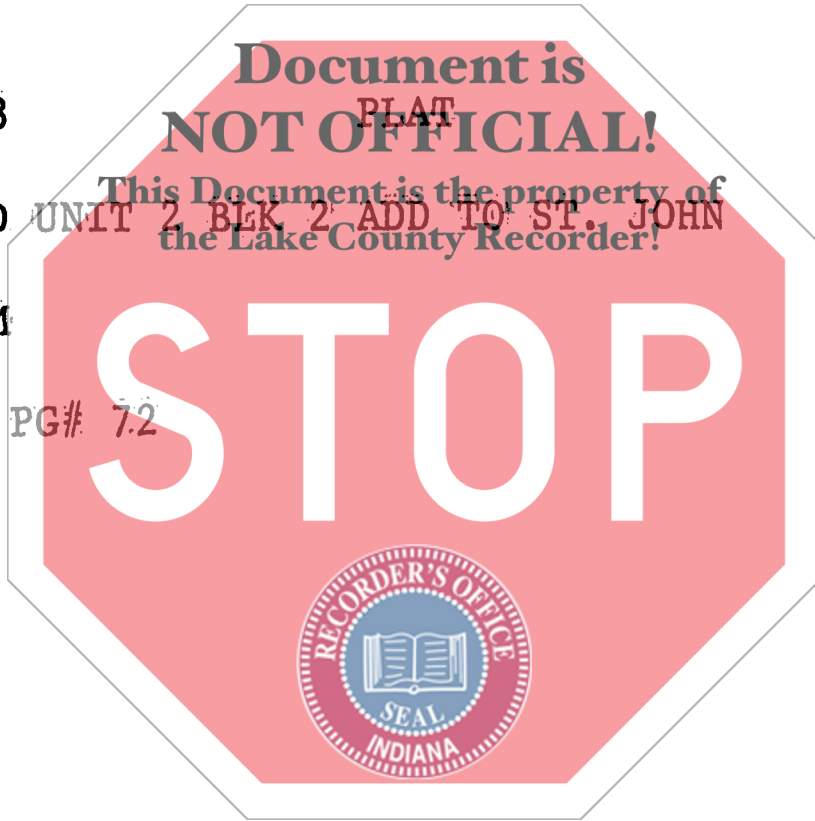 Document is
3 PLAT
NOT OFFICIAL!
This Document is the property of
UNIT 2 BLK 2 ADD TO ST. JOHN
the Lake County Recorder!
STOP
PG# 72
RECORDER'S OFFICE
SEAL
INDIANA